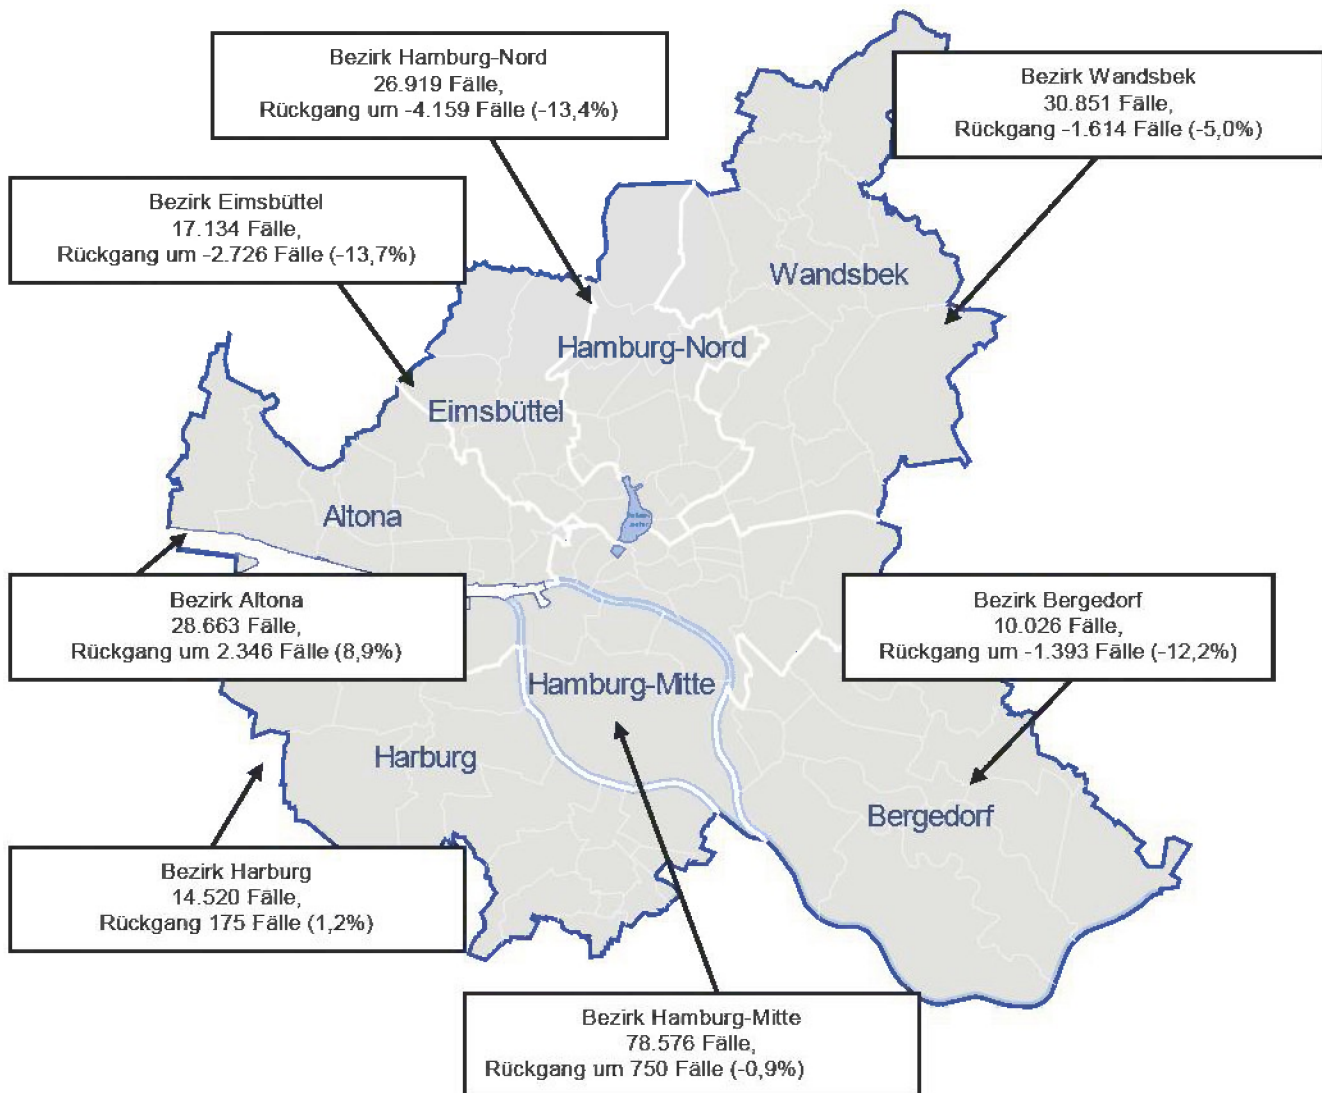 Bezirk Hamburg-Nord
26.919 Fälle,
Rückgang um -4.159 Fälle (-13,4%)
Bezirk Wandsbek
30.851 Fälle,
Rückgang -1.614 Fälle (-5,0%)
Bezirk Eimsbüttel
17.134 Fälle,
Rückgang um -2.726 Fälle (-13,7%)
Wandsbek
Hamburg-Nord
Eimsbüttel
Altona
Bezirk Altona
28.663 Fälle,
Rückgang um 2.346 Fälle (8,9%)
Bezirk Bergedorf
10.026 Fälle,
Rückgang um -1.393 Fälle (-12,2%)
Hamburg-Mitte
Harburg
Bergedorf
Bezirk Harburg
14.520 Fälle,
Rückgang 175 Fälle (1,2%)
Bezirk Hamburg-Mitte
78.576 Fälle,
Rückgang um 750 Fälle (-0,9%)